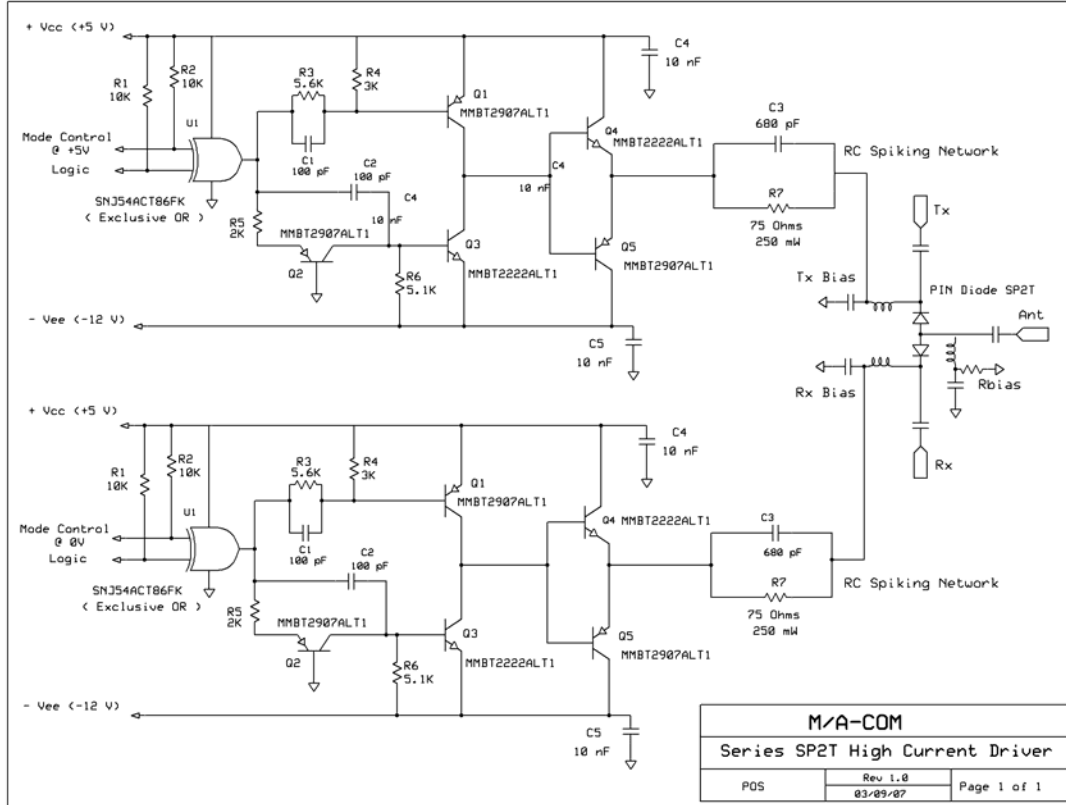 + Vcc (+5 V)
R1
10K
R2
10K
U1
R3
5.6K
C1
100 pF
R4
3K
Q1
MMBT2907ALT1
C4
10 nF
Mode Control
@ +5V
Logic
SNJ54ACT86FK
( Exclusive OR )
C2
100 pF
C4
10 nF
R5
2K
MMBT2907ALT1
Q2
Q3
MMBT2222ALT1
R6
5.1K
Q4
MMBT2222ALT1
C4
10 nF
Q5
MMBT2907ALT1
C3
680 pF
RC Spiking Network
R7
75 Ohms
250 mW
Tx
Tx Bias
PIN Diode SP2T
Ant
Rx Bias
Rbias
Rx
- Vee (-12 V)
C5
10 nF
+ Vcc (+5 V)
R1
10K
R2
10K
U1
R3
5.6K
C1
100 pF
R4
3K
Q1
MMBT2907ALT1
C4
10 nF
Mode Control
@ 0V
Logic
SNJ54ACT86FK
( Exclusive OR )
C2
100 pF
R5
2K
MMBT2907ALT1
Q2
Q3
MMBT2222ALT1
R6
5.1K
Q4
MMBT2222ALT1
Q5
MMBT2907ALT1
C3
680 pF
RC Spiking Network
R7
75 Ohms
250 mW
- Vee (-12 V)
C5
10 nF
M/A-COM
Series SP2T High Current Driver
POS
Rev 1.0
03/09/07
Page 1 of 1